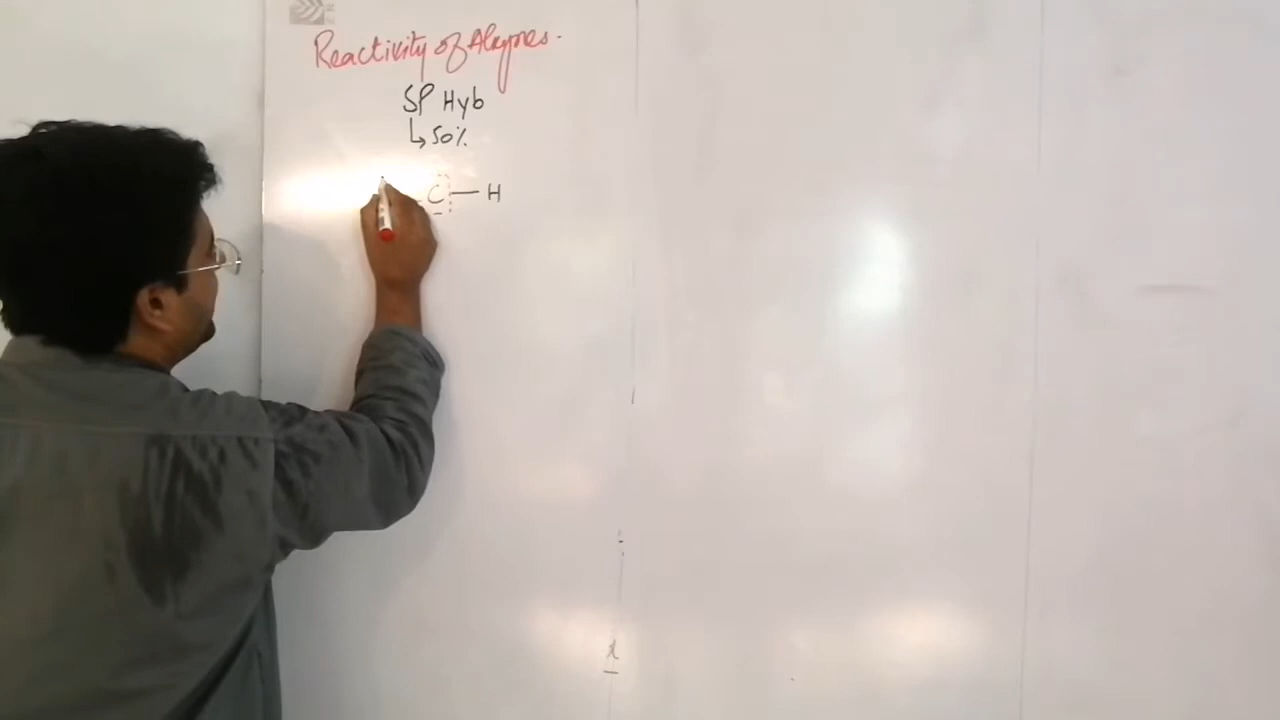 Reactivity of Alkynes.
SP Hyb
↳ 50%
C — H